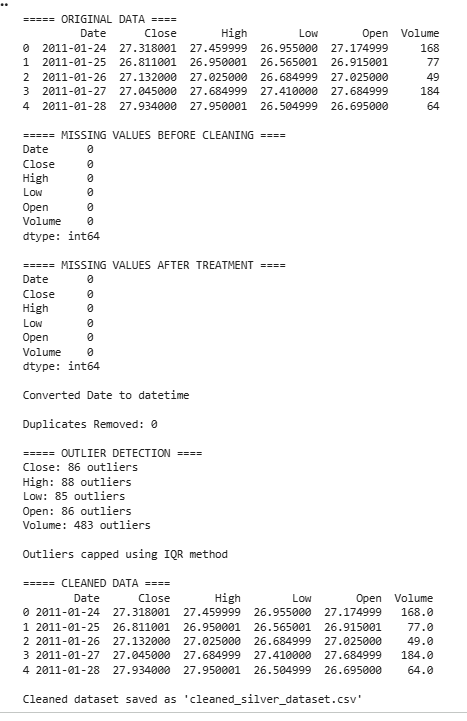 ..
===== ORIGINAL DATA ====
Date Close High Low Open Volume
0 2011-01-24 27.318001 27.459999 26.955000 27.174999 168
1 2011-01-25 26.811001 26.950001 26.565001 26.915001 77
2 2011-01-26 27.132000 27.025000 26.684999 27.025000 49
3 2011-01-27 27.045000 27.684999 27.410000 27.684999 184
4 2011-01-28 27.934000 27.950001 26.504999 26.695000 64
===== MISSING VALUES BEFORE CLEANING ====
Date 0
Close 0
High 0
Low 0
Open 0
Volume 0
dtype: int64
===== MISSING VALUES AFTER TREATMENT ====
Date 0
Close 0
High 0
Low 0
Open 0
Volume 0
dtype: int64
Converted Date to datetime
Duplicates Removed: 0
===== OUTLIER DETECTION ====
Close: 86 outliers
High: 88 outliers
Low: 85 outliers
Open: 86 outliers
Volume: 483 outliers
Outliers capped using IQR method
===== CLEANED DATA ====
Date Close High Low Open Volume
0 2011-01-24 27.318001 27.459999 26.955000 27.174999 168.0
1 2011-01-25 26.811001 26.950001 26.565001 26.915001 77.0
2 2011-01-26 27.132000 27.025000 26.684999 27.025000 49.0
3 2011-01-27 27.045000 27.684999 27.410000 27.684999 184.0
4 2011-01-28 27.934000 27.950001 26.504999 26.695000 64.0
Cleaned dataset saved as 'cleaned_silver_dataset.csv'